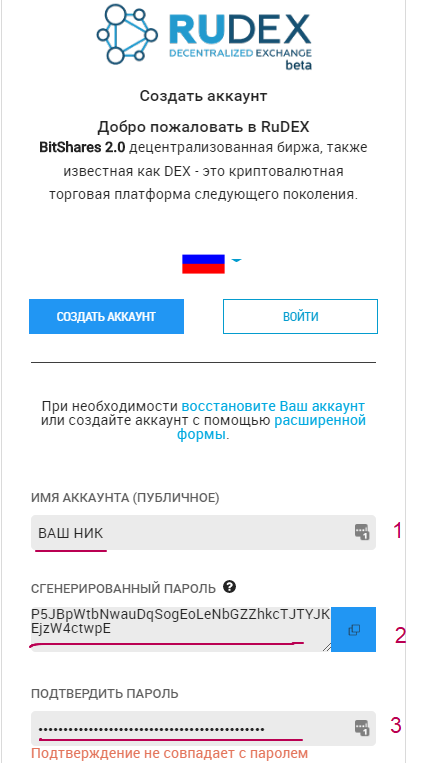 RUDEX
DECENTRALIZED EXCHANGE
beta
Создать аккаунт
Добро пожаловать в RuDEX
BitShares 2.0 децентрализованная биржа, также
известная как DEX - это криптовалютная
торговая платформа следующего поколения.
СОЗДАТЬ АККАУНТ
ВОЙТИ
При необходимости восстановите Ваш аккаунт
или создайте аккаунт с помощью расширенной
формы.
ИМЯ АККАУНТА (ПУБЛИЧНОЕ)
ВАШ НИК
1
СГЕНЕРИРОВАННЫЙ ПАРОЛЬ ?
P5JBpWtbNwauDqSogEoLeNbGZZhkcTJTYJK
EjzW4ctwpE
2
ПОДТВЕРДИТЬ ПАРОЛЬ
3
Подтверждение не совпадает с паролем